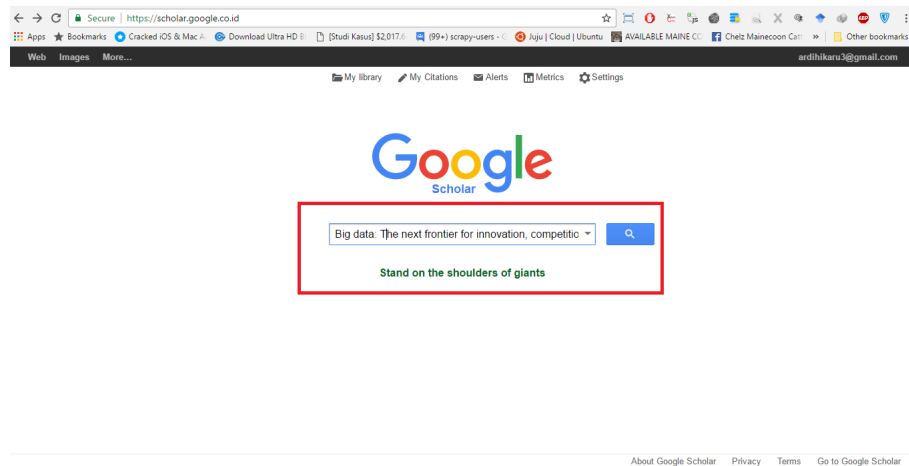 Secure | https://scholar.google.co.id
Apps Bookmarks Cracked iOS & Mac A Download Ultra HD B [Studi Kasus] $2,017.6 (99+) scrapy-users - G Juju | Cloud | Ubuntu AVAILABLE MAINE CO Chelz Mainecoon Catt » Other bookmarks
Web Images More... ardihikaru3@gmail.com
My library My Citations Alerts Metrics Settings
Google
Scholar
Big data: The next frontier for innovation, competitic
Stand on the shoulders of giants
About Google Scholar Privacy Terms Go to Google Scholar